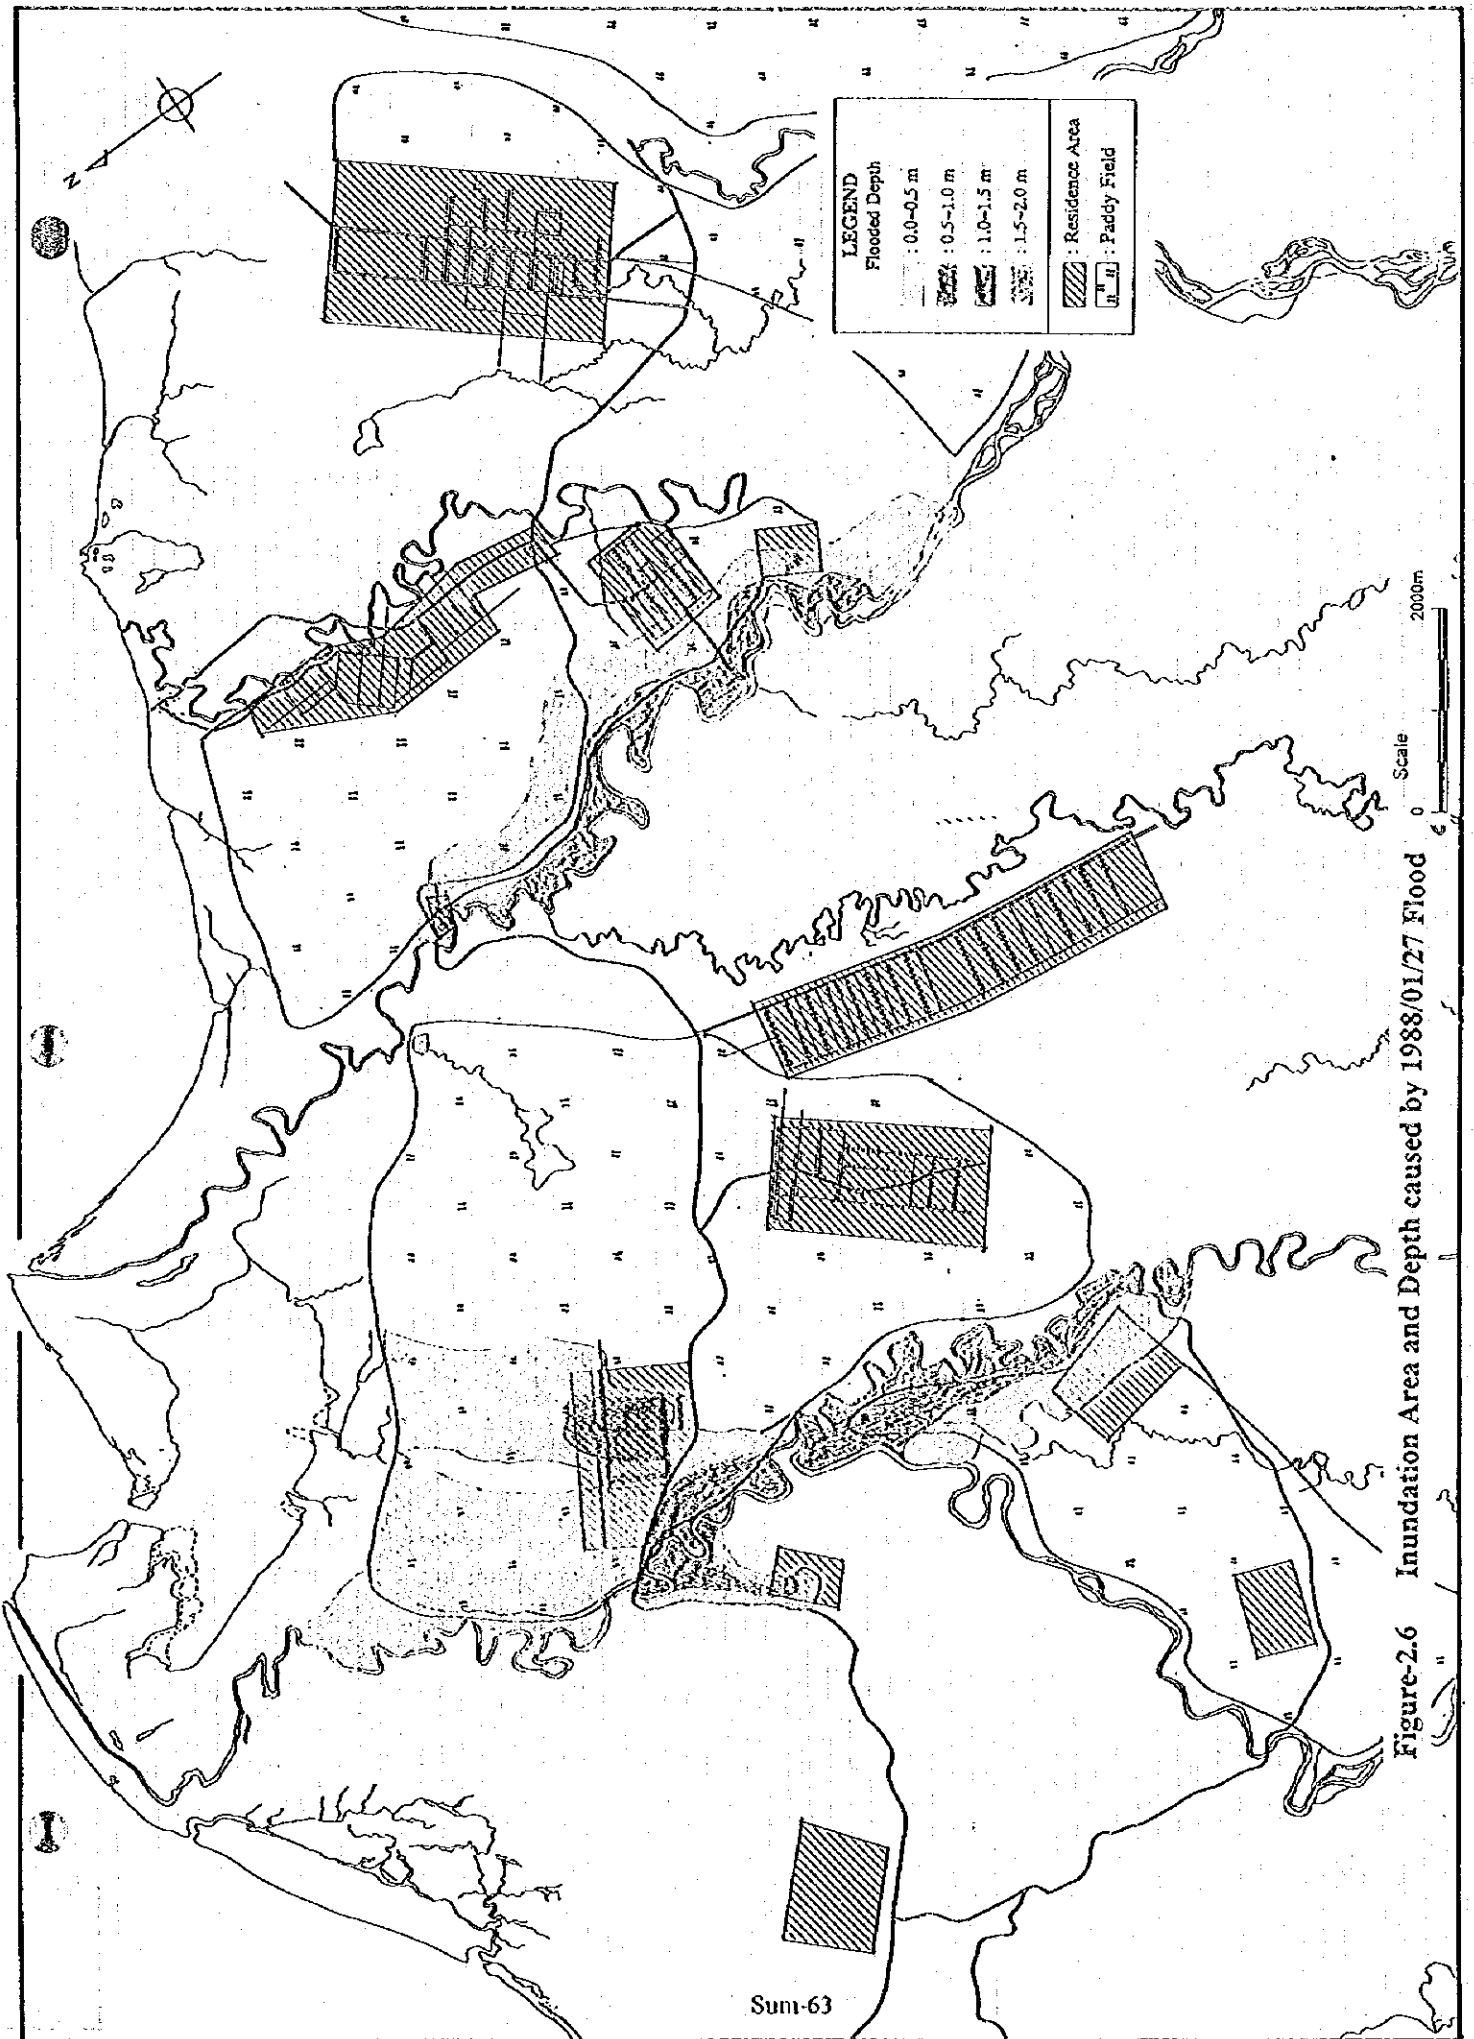 N
LEGEND
Flooded Depth
: 0.0-0.5 m
: 0.5-1.0 m
: 1.0-1.5 m
: 1.5-2.0 m
: Residence Area
: Paddy Field
Scale
0 2000m
Figure-2.6 Inundation Area and Depth caused by 1988/01/27 Flood
Sum-63